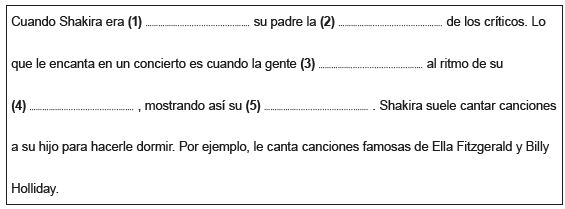 Cuando Shakira era (1) ........................................ su padre la (2) ........................................ de los críticos. Lo
que le encanta en un concierto es cuando la gente (3) ........................................ al ritmo de su
(4) ........................................ , mostrando así su (5) ........................................ . Shakira suele cantar canciones
a su hijo para hacerle dormir. Por ejemplo, le canta canciones famosas de Ella Fitzgerald y Billy
Holliday.